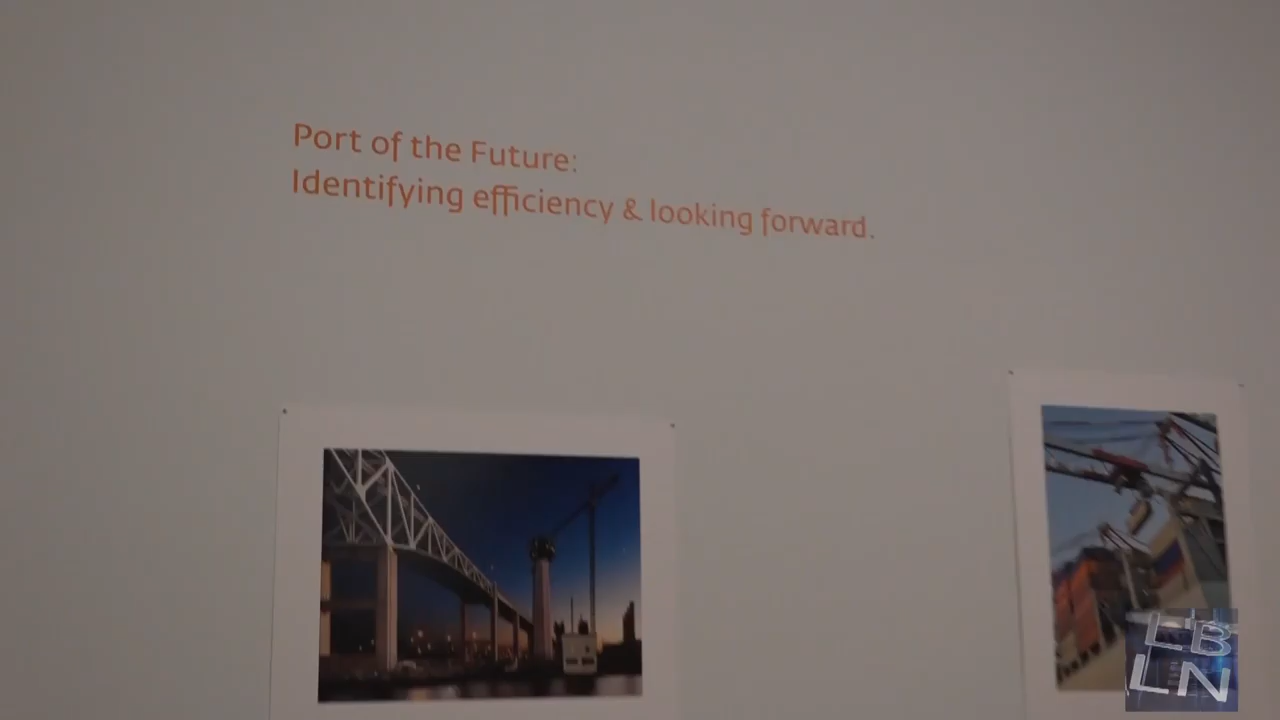 Port of the Future:
Identifying efficiency & looking forward.
LB
LN